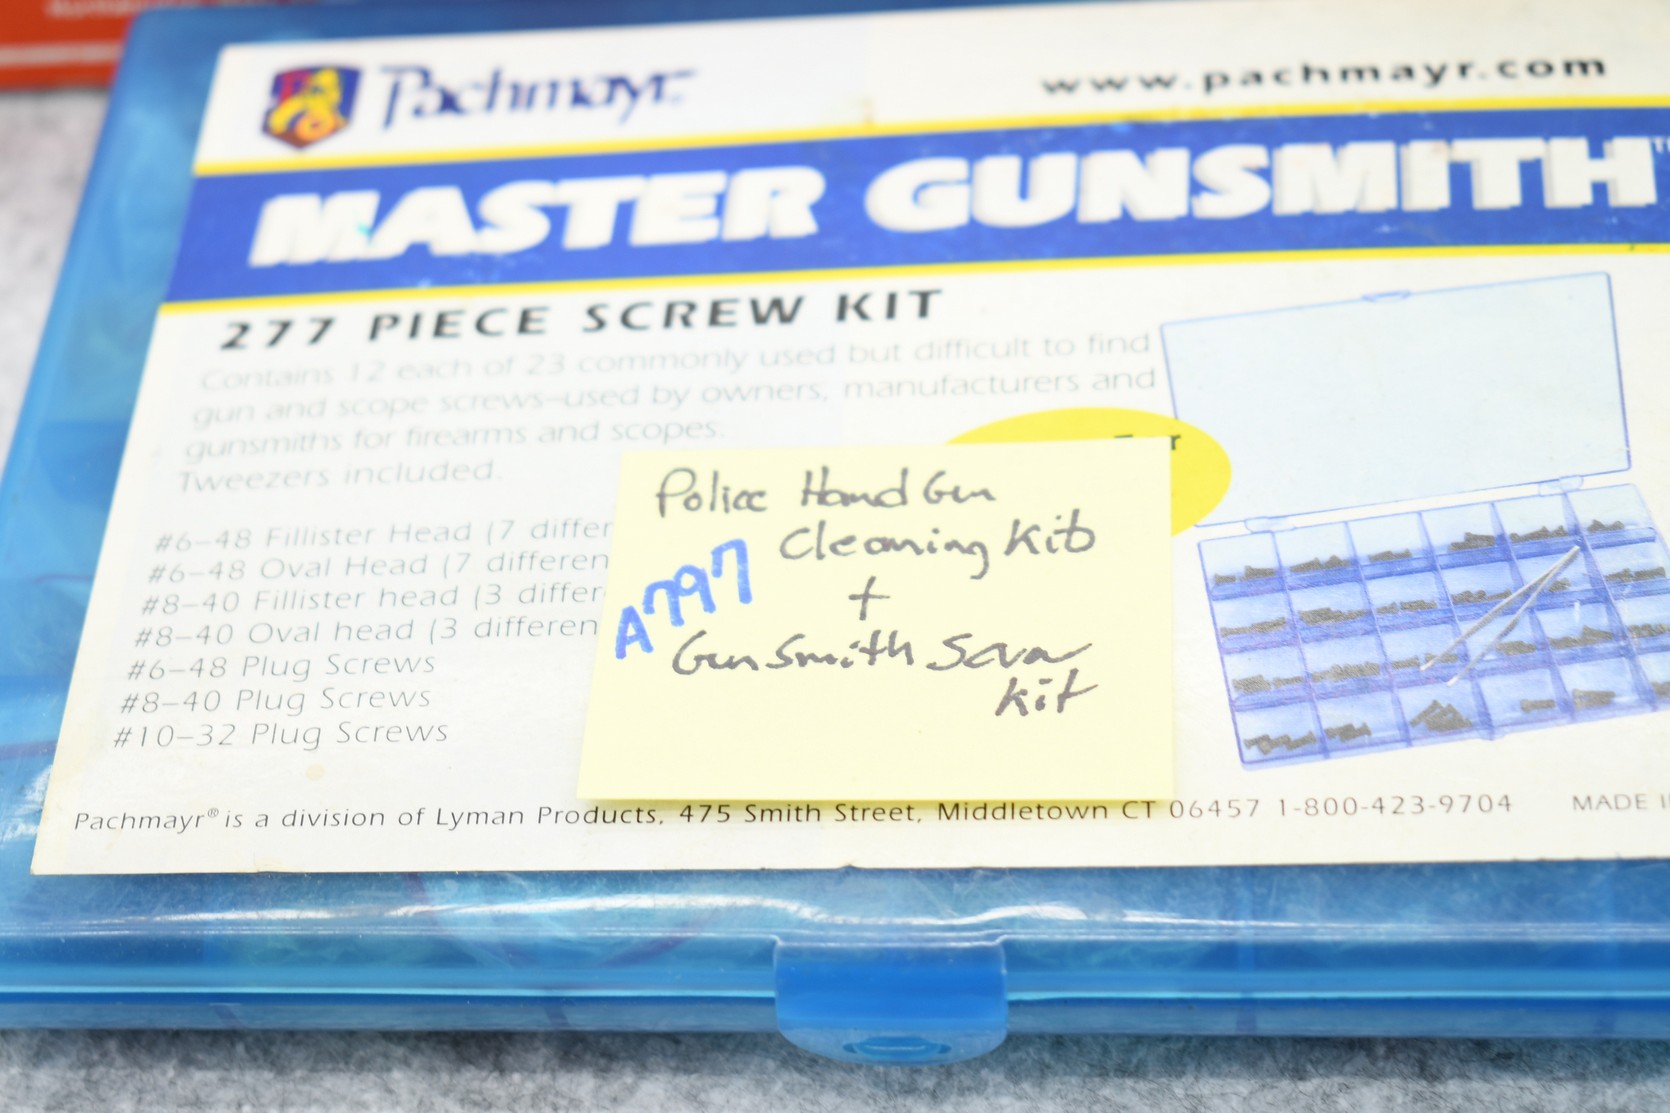 Pachmayr
www.pachmayr.com
MASTER GUNSMITH™
277 PIECE SCREW KIT
Contains 12 each of 23 commonly used but difficult to find
gun and scope screws–used by owners, manufacturers and
gunsmiths for firearms and scopes.
Tweezers included.
#6–48 Fillister Head (7 differ
#6–48 Oval Head (7 differen
#8–40 Fillister head (3 differ
#8–40 Oval head (3 differen
#6–48 Plug Screws
#8–40 Plug Screws
#10–32 Plug Screws
Police Hand Gun
Cleaning Kit
+
A797
Gun Smith Screw
Kit
Pachmayr® is a division of Lyman Products, 475 Smith Street, Middletown CT 06457 1-800-423-9704
MADE